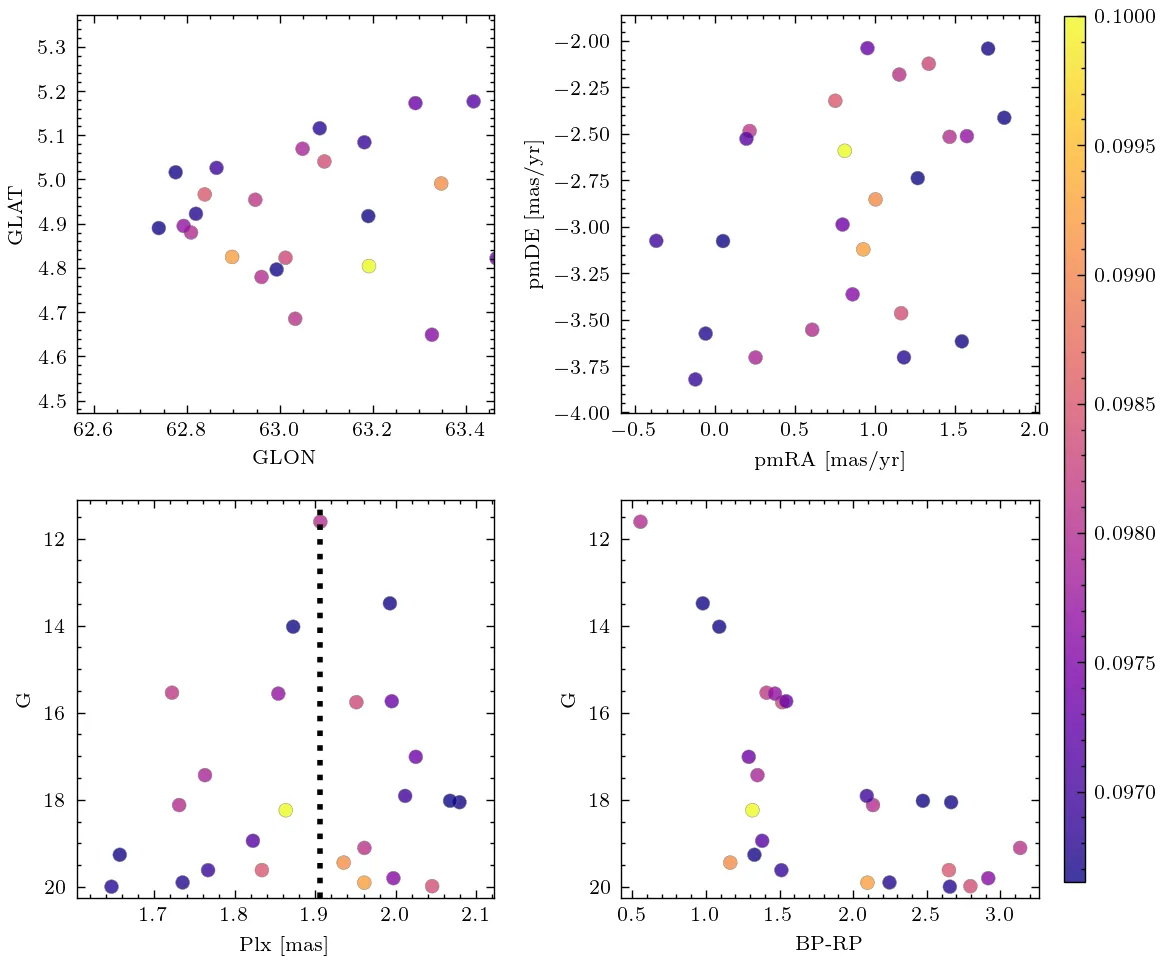 5.3
5.2
5.1
5.0
4.9
4.8
4.7
4.6
4.5
GLAT
62.6 62.8 63.0 63.2 63.4
GLON
−2.00
−2.25
−2.50
−2.75
−3.00
−3.25
−3.50
−3.75
−4.00
pmDE [mas/yr]
−0.5 0.0 0.5 1.0 1.5 2.0
pmRA [mas/yr]
0.1000
0.0995
0.0990
0.0985
0.0980
0.0975
0.0970
12
14
16
18
20
G
1.7 1.8 1.9 2.0 2.1
Plx [mas]
12
14
16
18
20
G
0.5 1.0 1.5 2.0 2.5 3.0
BP-RP